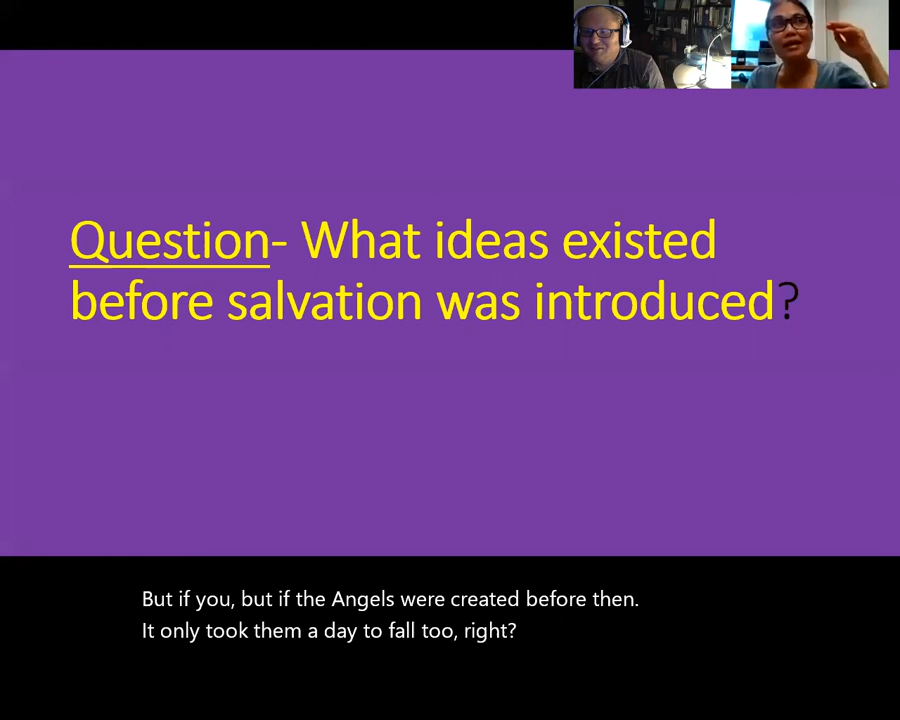 Question- What ideas existed
before salvation was introduced?
But if you, but if the Angels were created before then.
It only took them a day to fall too, right?